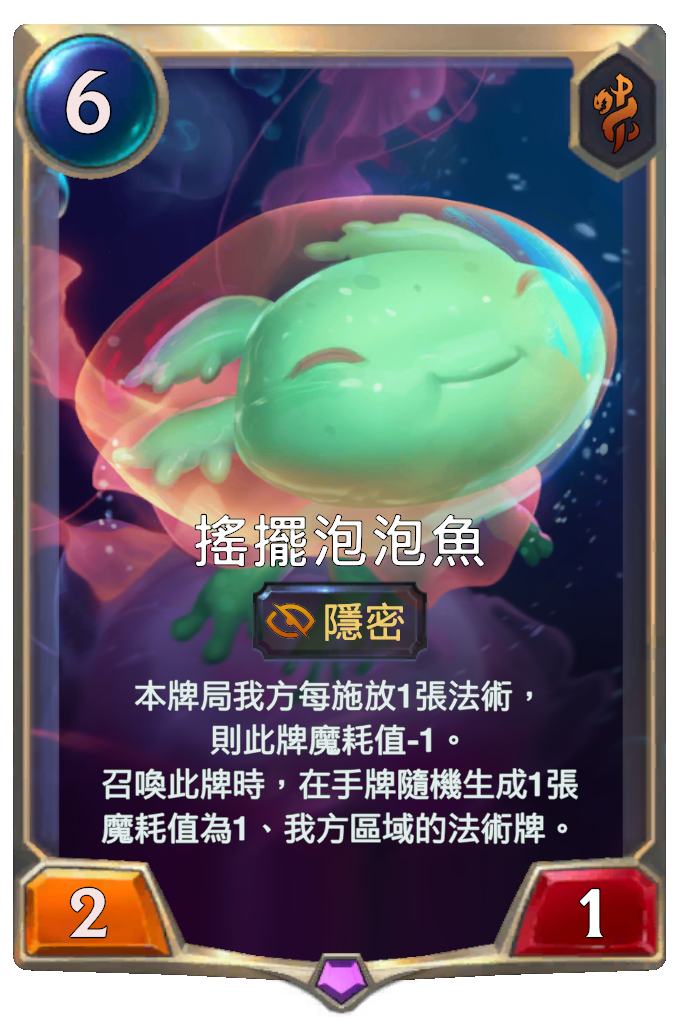 6
搖擺泡泡魚
隱密
本牌局我方每施放1張法術，
則此牌魔耗值-1。
召喚此牌時，在手牌隨機生成1張
魔耗值為1、我方區域的法術牌。
2
1